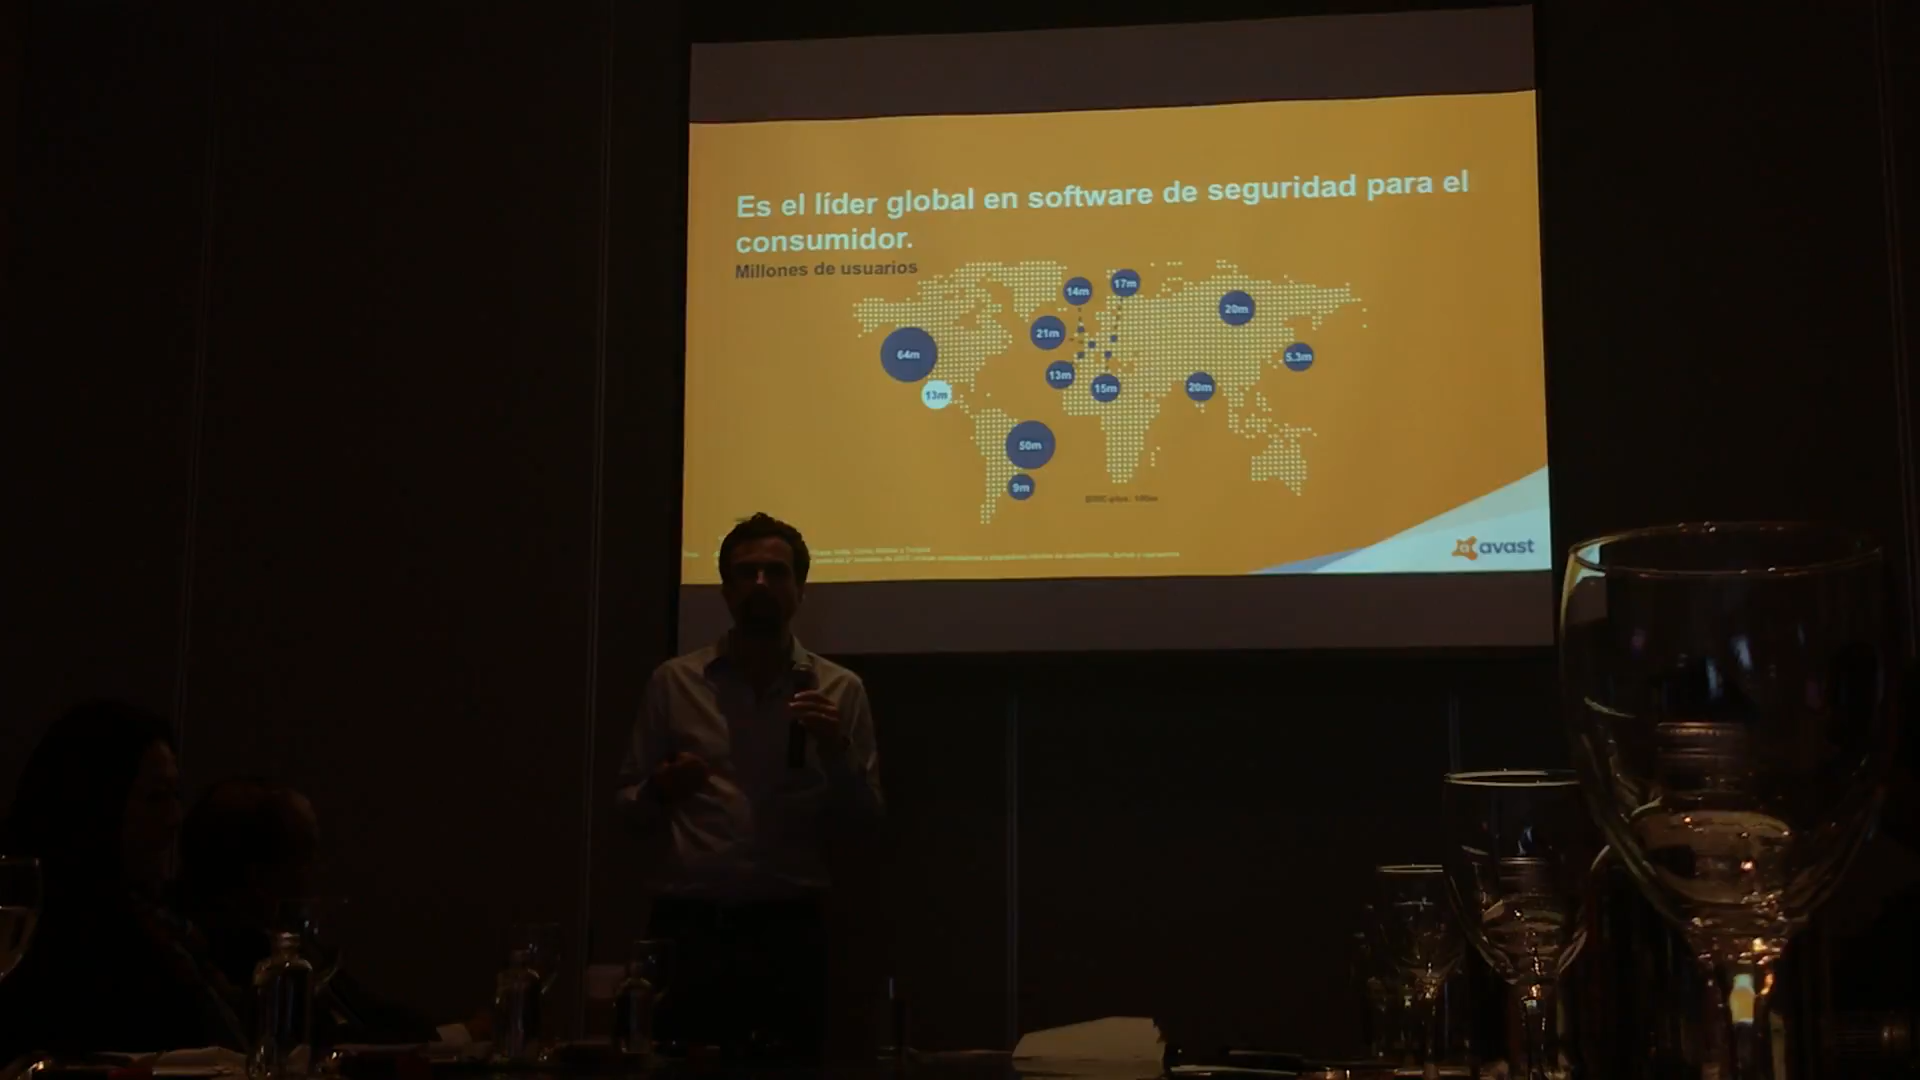 Es el líder global en software de seguridad para el
consumidor.
Millones de usuarios
14m
17m
20m
21m
64m
5.3m
13m
15m
20m
13m
50m
9m
avast